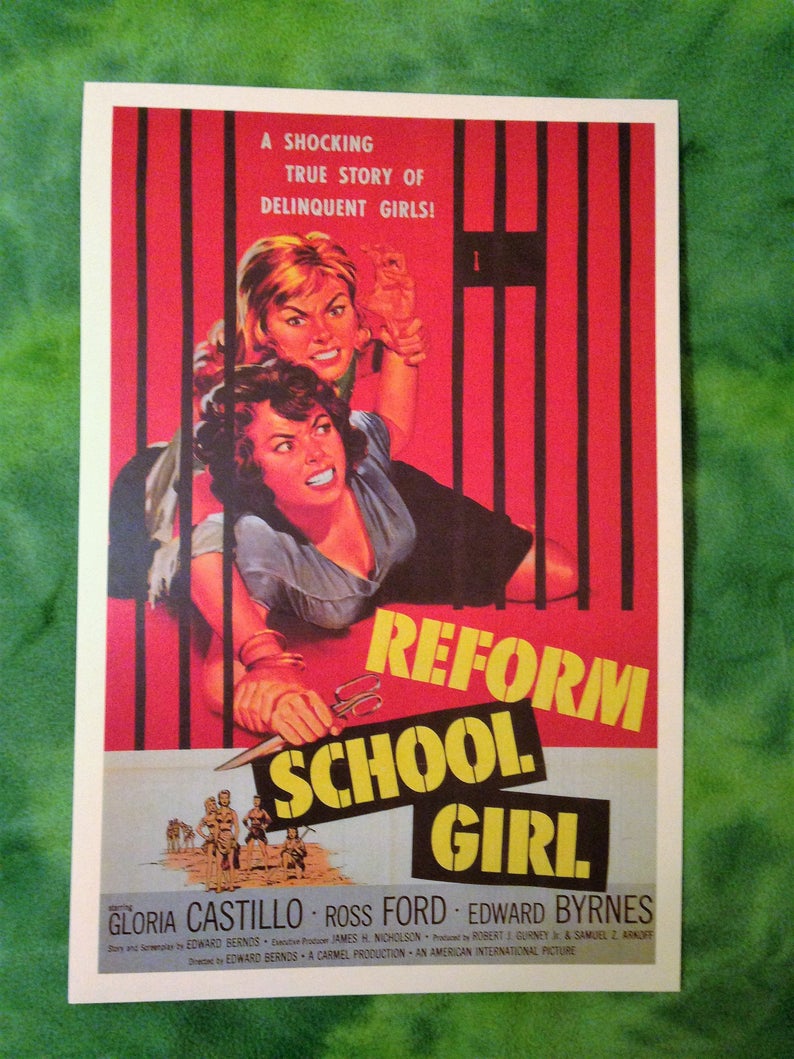 A SHOCKING
TRUE STORY OF
DELINQUENT GIRLS!
1
REFORM
SCHOOL
GIRL
starring
GLORIA CASTILLO · ROSS FORD · EDWARD BYRNES
Story and Screenplay by EDWARD BERNDS • Executive Producer JAMES H. NICHOLSON • Produced by ROBERT J. GURNEY Jr. & SAMUEL Z. ARKOFF
Directed by EDWARD BERNDS • A CARMEL PRODUCTION • AN AMERICAN INTERNATIONAL PICTURE